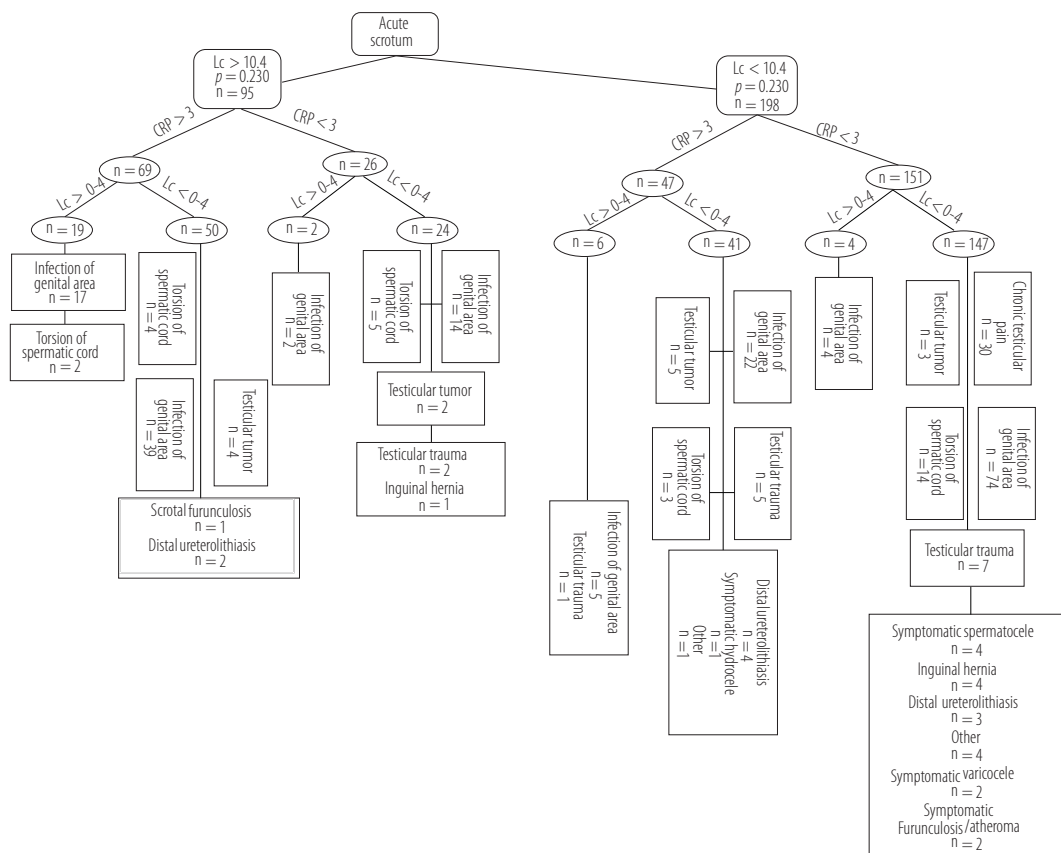 Acute
scrotum
Lc > 10.4
p = 0.230
n = 95
Lc < 10.4
p = 0.230
n = 198
CRP > 3
CRP < 3
CRP > 3
CRP < 3
n = 69
n = 26
n = 47
n = 151
Lc > 0-4
Lc < 0-4
Lc > 0-4
Lc < 0-4
Lc > 0-4
Lc < 0-4
Lc > 0-4
Lc < 0-4
n = 19
n = 50
n = 2
n = 24
n = 6
n = 41
n = 4
n = 147
Infection of
genital area
n = 17
Torsion of
spermatic cord
n = 2
Torsion of
spermatic cord
n = 4
Infection of
genital area
n = 39
Testicular tumor
n = 4
Scrotal furunculosis
n = 1
Distal ureterolithiasis
n = 2
Infection of
genital area
n = 2
Torsion of
spermatic cord
n = 5
Infection of
genital area
n = 14
Testicular tumor
n = 2
Testicular trauma
n = 2
Inguinal hernia
n = 1
Infection of genital area
n = 5
Testicular trauma
n = 1
Testicular tumor
n = 5
Infection of
genital area
n = 22
Torsion of
spermatic cord
n = 3
Testicular trauma
n = 5
Distal ureterolithiasis
n = 4
Symptomatic hydrocele
n = 1
Other
n = 1
Infection of
genital area
n = 4
Testicular tumor
n = 3
Chronic testicular
pain
n = 30
Torsion of
spermatic cord
n = 14
Infection of
genital area
n = 74
Testicular trauma
n = 7
Symptomatic spermatocele
n = 4
Inguinal hernia
n = 4
Distal ureterolithiasis
n = 3
Other
n = 4
Symptomatic varicocele
n = 2
Symptomatic
Furunculosis/atheroma
n = 2